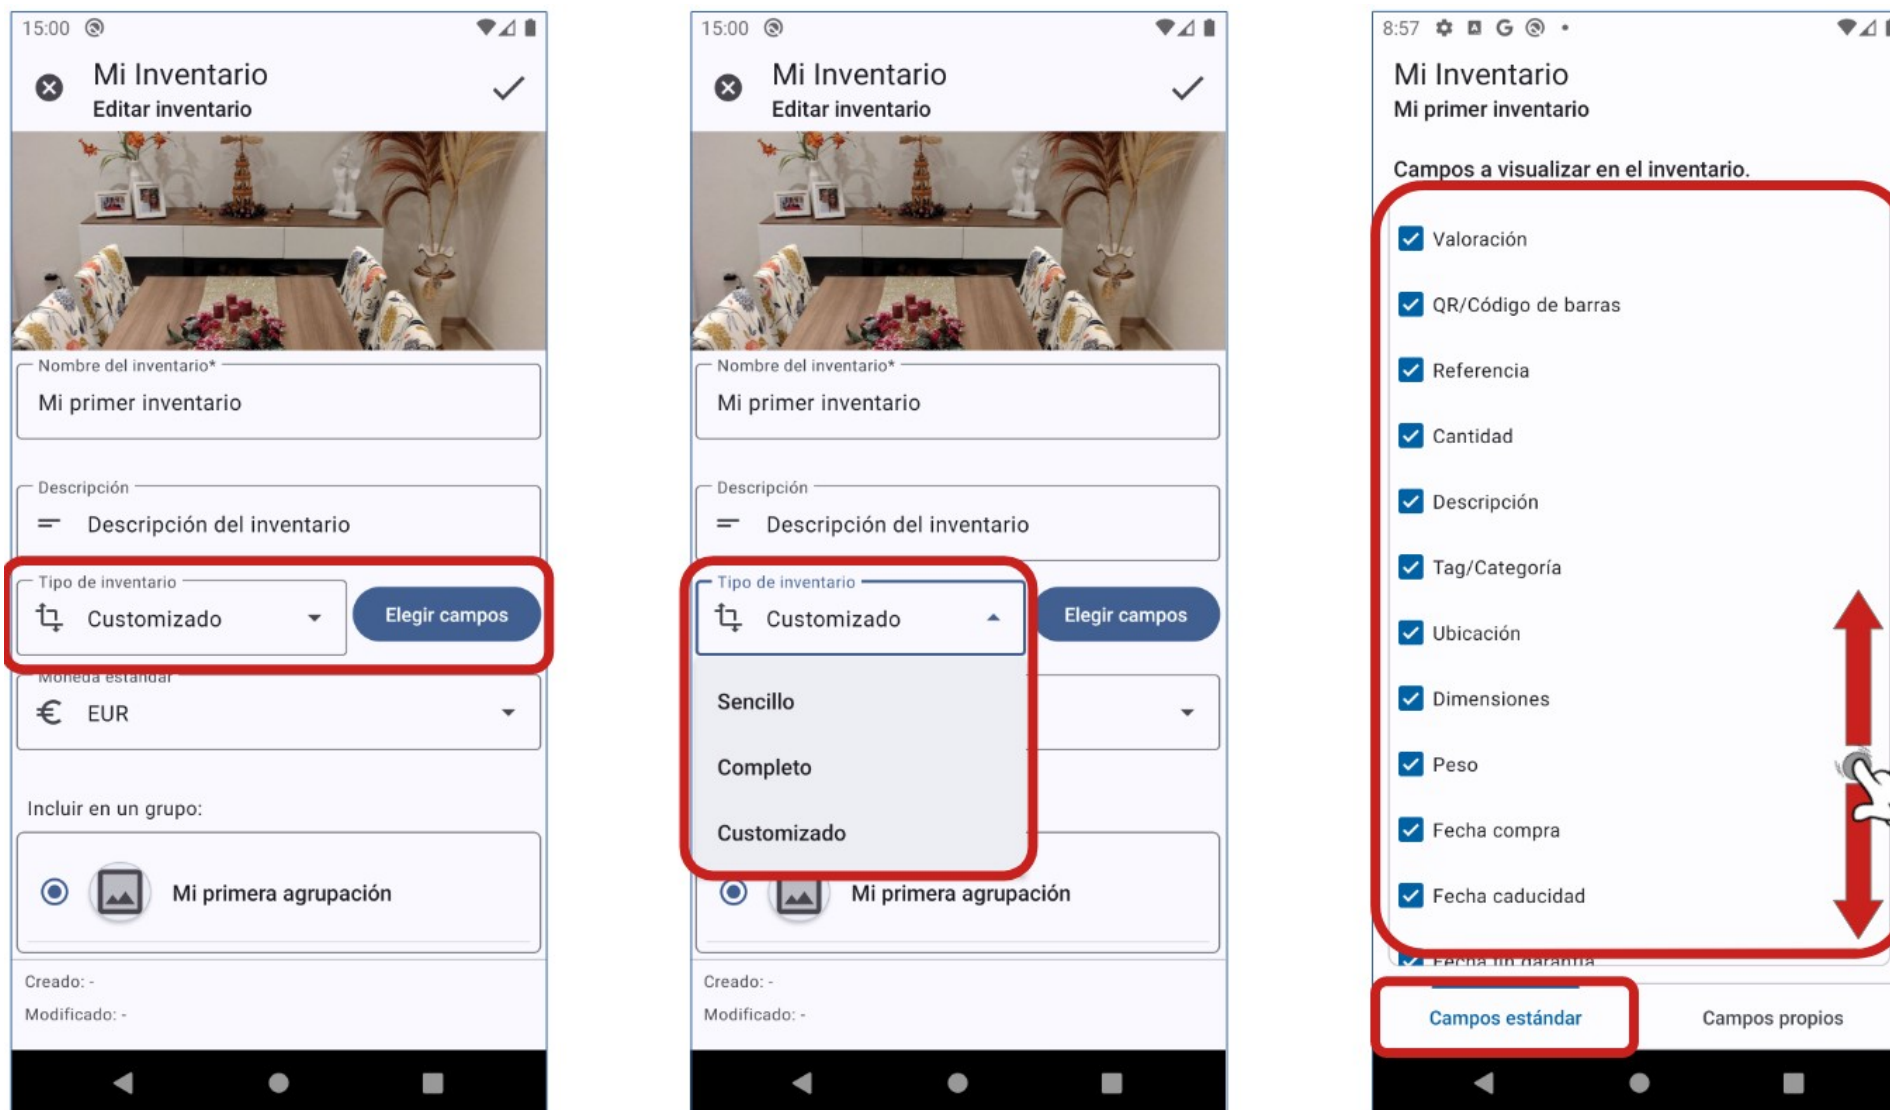 15:00
Mi Inventario
Editar inventario
Nombre del inventario*
Mi primer inventario
Descripción
Descripción del inventario
Tipo de inventario
Customizado
Elegir campos
Moneda estándar
€ EUR
Incluir en un grupo:
Mi primera agrupación
Creado: -
Modificado: -
15:00
Mi Inventario
Editar inventario
Nombre del inventario*
Mi primer inventario
Descripción
Descripción del inventario
Tipo de inventario
Customizado
Elegir campos
Sencillo
Completo
Customizado
Mi primera agrupación
Creado: -
Modificado: -
8:57 G
Mi Inventario
Mi primer inventario
Campos a visualizar en el inventario.
Valoración
QR/Código de barras
Referencia
Cantidad
Descripción
Tag/Categoría
Ubicación
Dimensiones
Peso
Fecha compra
Fecha caducidad
Fecha fin garantía
Campos estándar
Campos propios